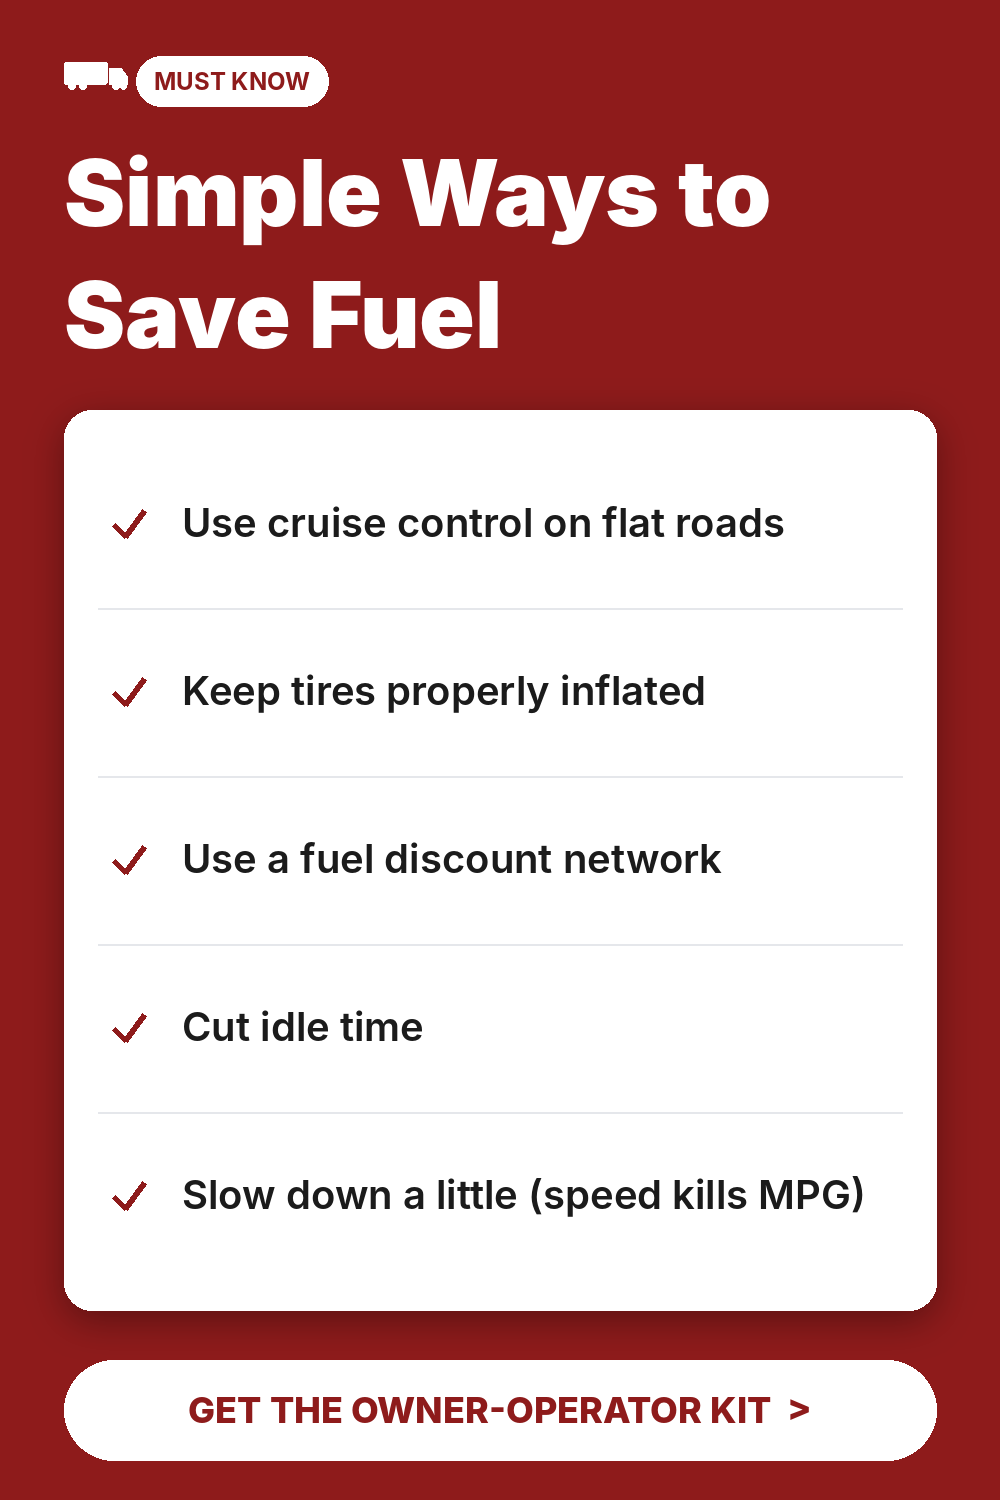 MUST KNOW
Simple Ways to
Save Fuel
Use cruise control on flat roads
Keep tires properly inflated
Use a fuel discount network
Cut idle time
Slow down a little (speed kills MPG)
GET THE OWNER-OPERATOR KIT >